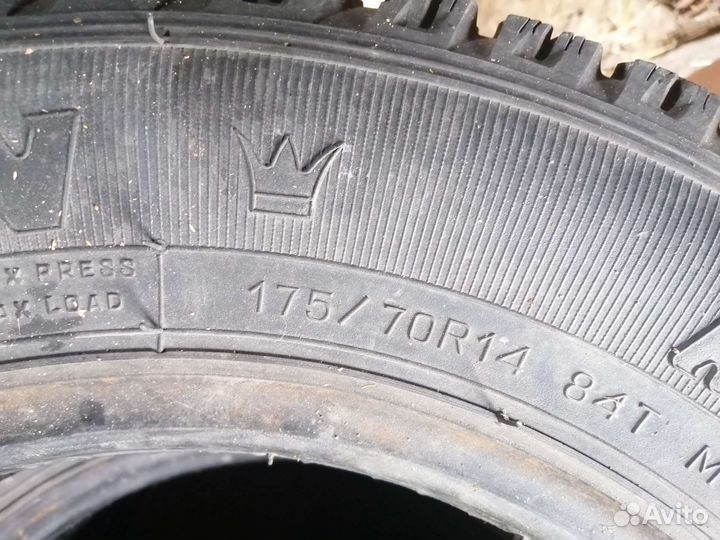 X PRESS
X LOAD
175/70R14 84T M
Avito